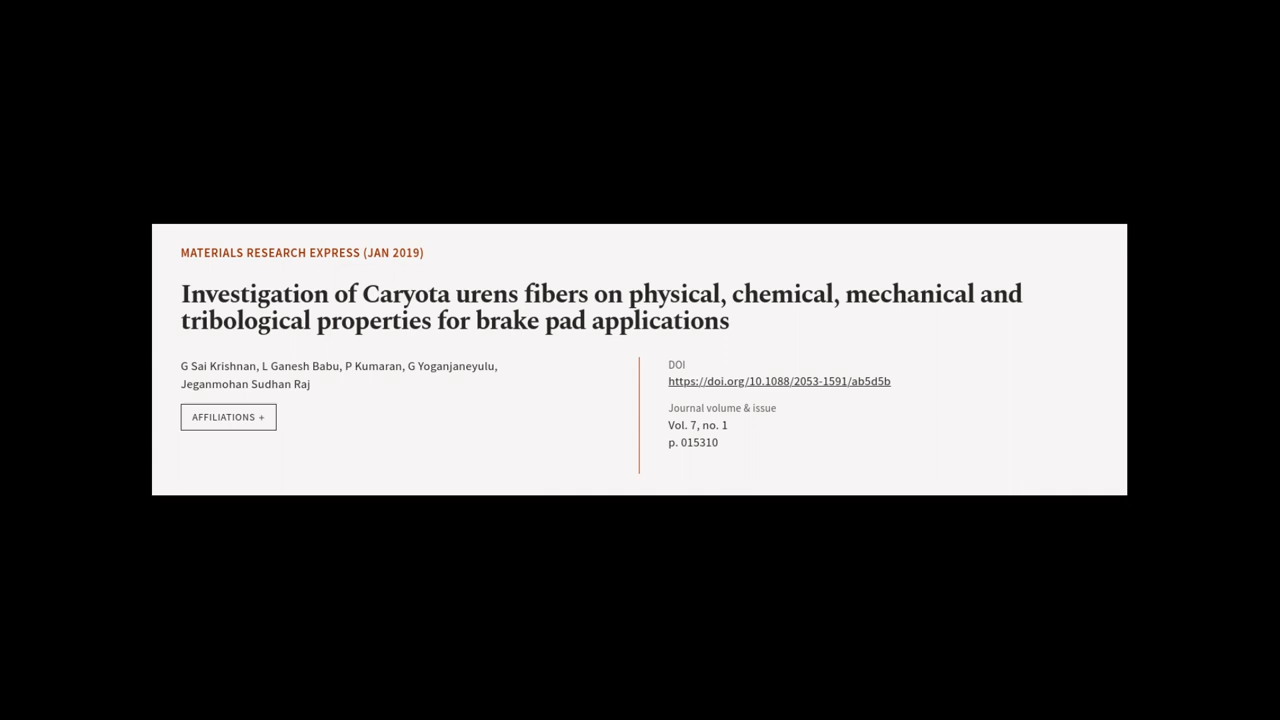 MATERIALS RESEARCH EXPRESS (JAN 2019)
Investigation of Caryota urens fibers on physical, chemical, mechanical and
tribological properties for brake pad applications
G Sai Krishnan, L Ganesh Babu, P Kumaran, G Yoganjaneyulu,
Jeganmohan Sudhan Raj
AFFILIATIONS +
DOI
https://doi.org/10.1088/2053-1591/ab5d5b
Journal volume & issue
Vol. 7, no. 1
p. 015310